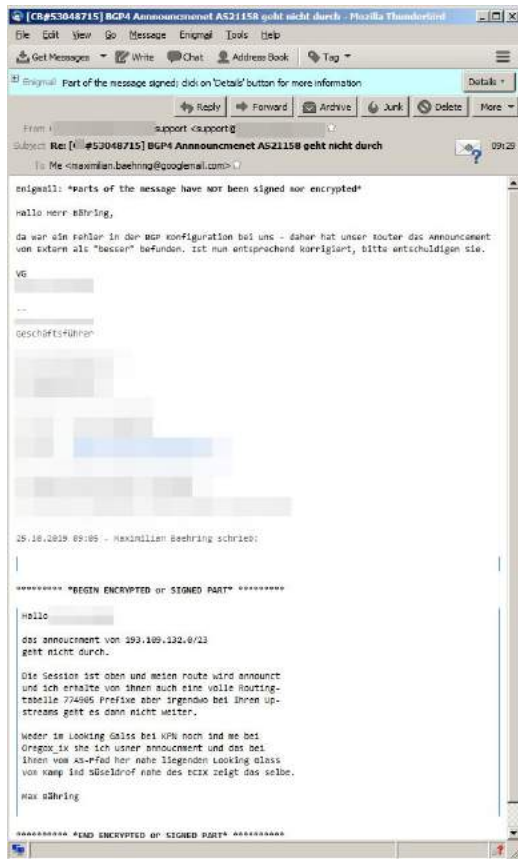 [CB#53048715] BGP4 Annnouncmenet AS21158 geht nicht durch - Mozilla Thunderbird
File Edit View Go Message Enigmail Tools Help
Get Messages Write Chat Address Book Tag
Enigmail Part of the message signed; click on 'Details' button for more information Details
Reply Forward Archive Junk Delete More
From support <support@
Subject Re: [ #53048715] BGP4 Annnouncmenet AS21158 geht nicht durch 09:29
To Me <maximilian.baehring@googlemail.com>
Enigmail: *Parts of the message have NOT been signed nor encrypted*
Hallo Herr Bähring,
da war ein Fehler in der BGP Konfiguration bei uns - daher hat unser Router das Announcement
von Extern als "besser" befunden. Ist nun entsprechend korrigiert, bitte entschuldigen sie.
VG
--
Geschäftsführer
25.10.2019 09:05 - Maximilian Baehring schrieb:
********* *BEGIN ENCRYPTED or SIGNED PART* *********
Hallo
das annoucnment von 193.109.132.0/23
geht nicht durch.
Die Session ist oben und meien route wird announct
und ich erhalte von ihnen auch eine volle Routing-
tabelle 774905 Prefixe aber irgendwo bei Ihren Up-
streams geht es dann nicht weiter.
Weder im Looking Galss bei KPN noch ind me bei
Oregox_ix she ich usner annoucnment und das bei
ihnen vom AS-Pfad her nahe liegenden Looking Glass
von Kamp ind Süseldrof nahe des ECIX zeigt das selbe.
Max Bähring
********* *END ENCRYPTED or SIGNED PART* *********